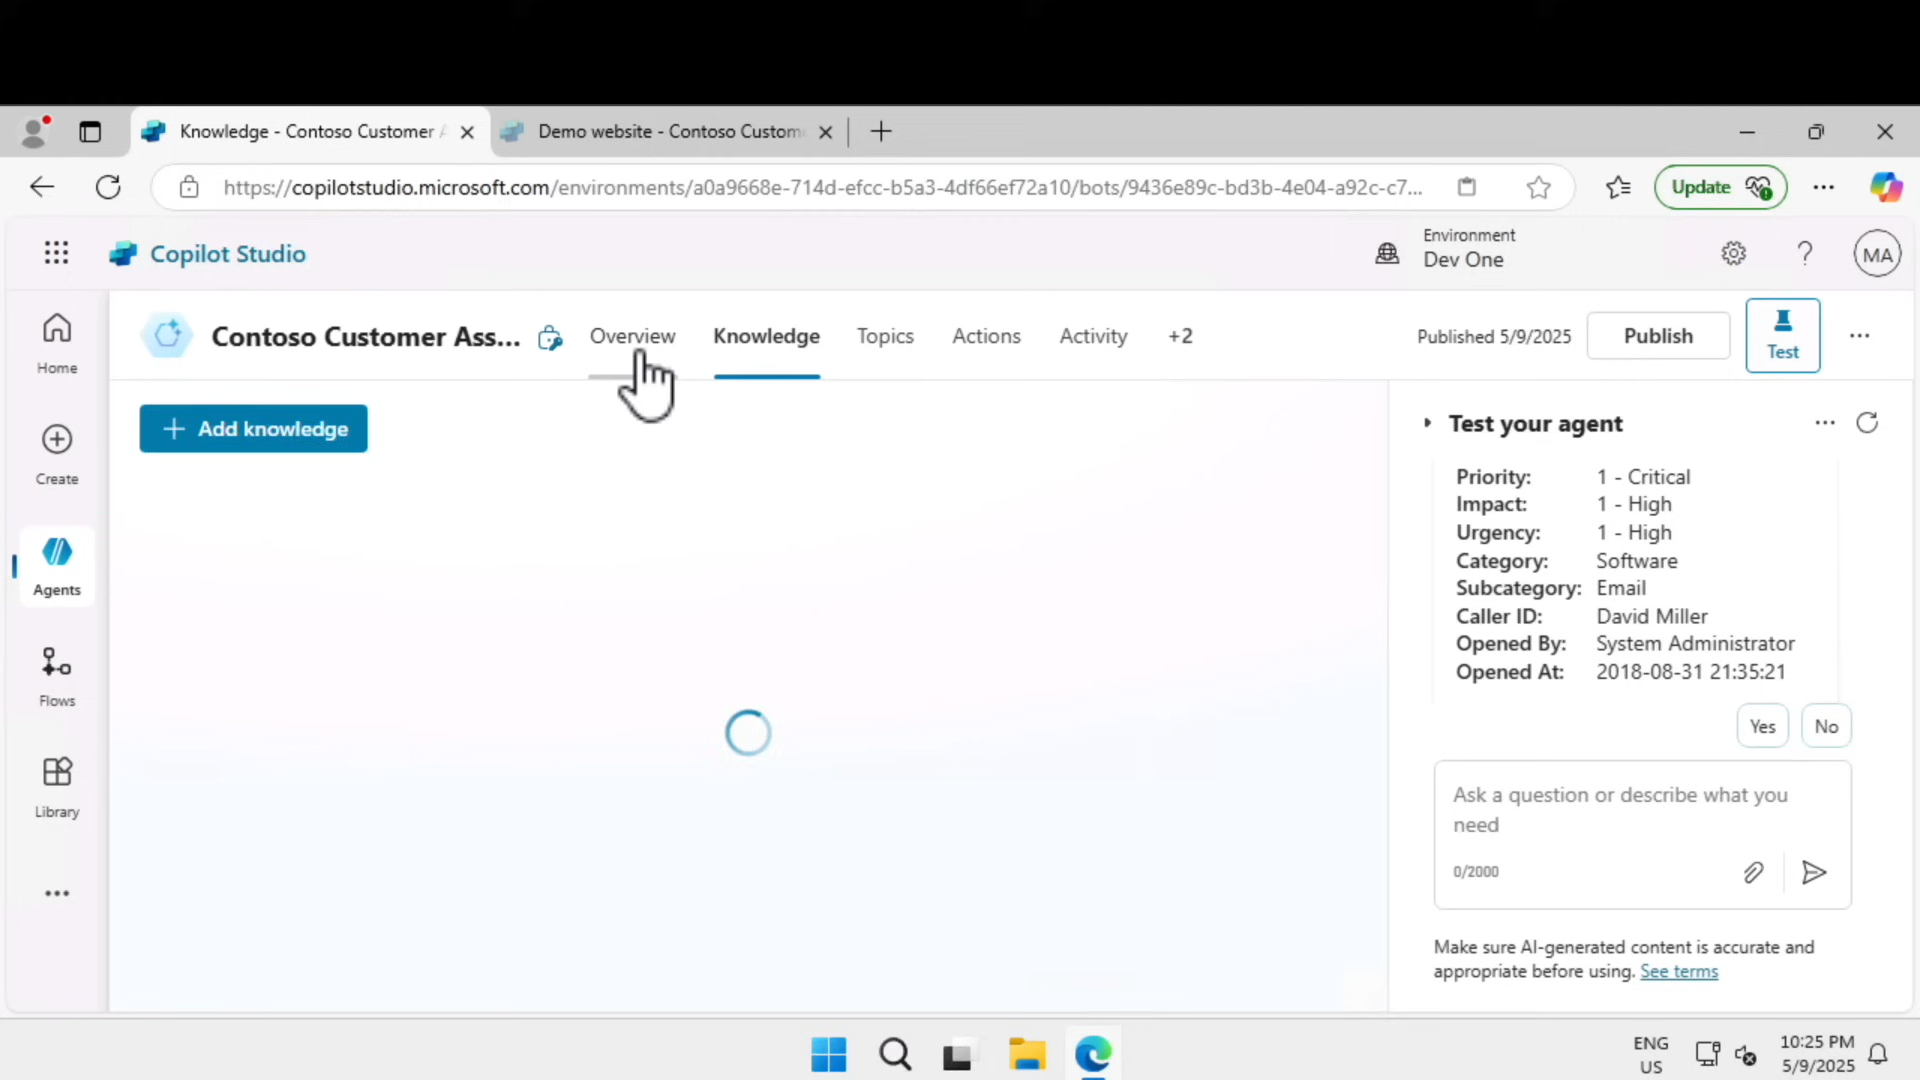 Knowledge - Contoso Customer A
Demo website - Contoso Custom
https://copilotstudio.microsoft.com/environments/a0a9668e-714d-efcc-b5a3-4df66ef72a10/bots/9436e89c-bd3b-4e04-a92c-c7...
Update
Copilot Studio
Environment
Dev One
MA
Home
Create
Agents
Flows
Library
Contoso Customer Ass...
Overview
Knowledge
Topics
Actions
Activity
+2
Published 5/9/2025
Publish
Test
Add knowledge
Test your agent
Priority: 1 - Critical
Impact: 1 - High
Urgency: 1 - High
Category: Software
Subcategory: Email
Caller ID: David Miller
Opened By: System Administrator
Opened At: 2018-08-31 21:35:21
Yes
No
Ask a question or describe what you
need
0/2000
Make sure AI-generated content is accurate and
appropriate before using. See terms
ENG
US
10:25 PM
5/9/2025